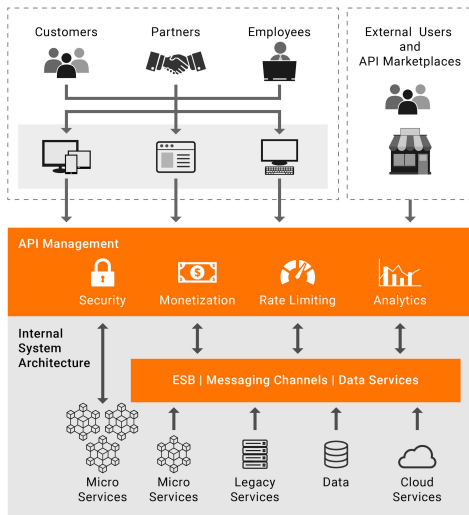 Customers
Partners
Employees
External Users
and
API Marketplaces
API Management
Security
Monetization
Rate Limiting
Analytics
Internal
System
Architecture
ESB | Messaging Channels | Data Services
Micro
Services
Micro
Services
Legacy
Services
Data
Cloud
Services